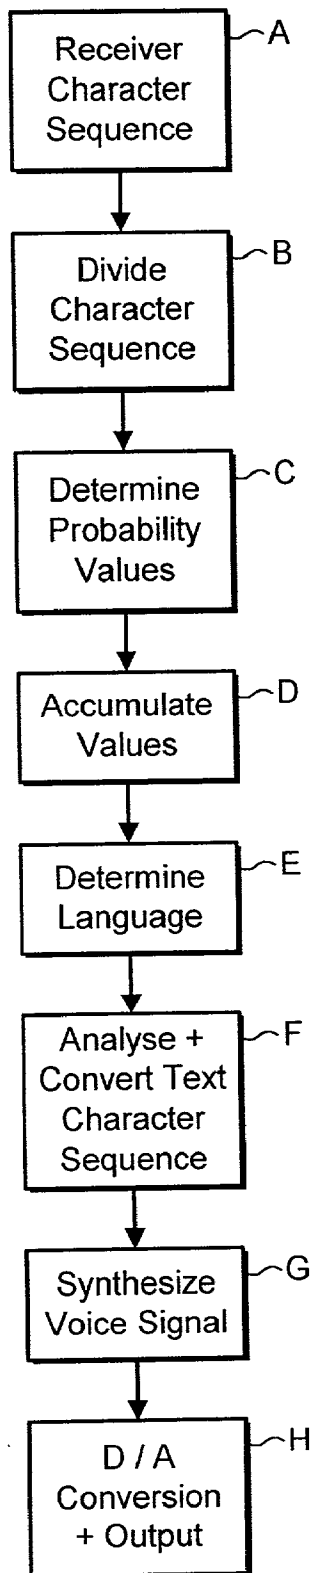 A
Receiver
Character
Sequence
B
Divide
Character
Sequence
C
Determine
Probability
Values
D
Accumulate
Values
E
Determine
Language
F
Analyse +
Convert Text
Character
Sequence
G
Synthesize
Voice Signal
H
D / A
Conversion
+ Output